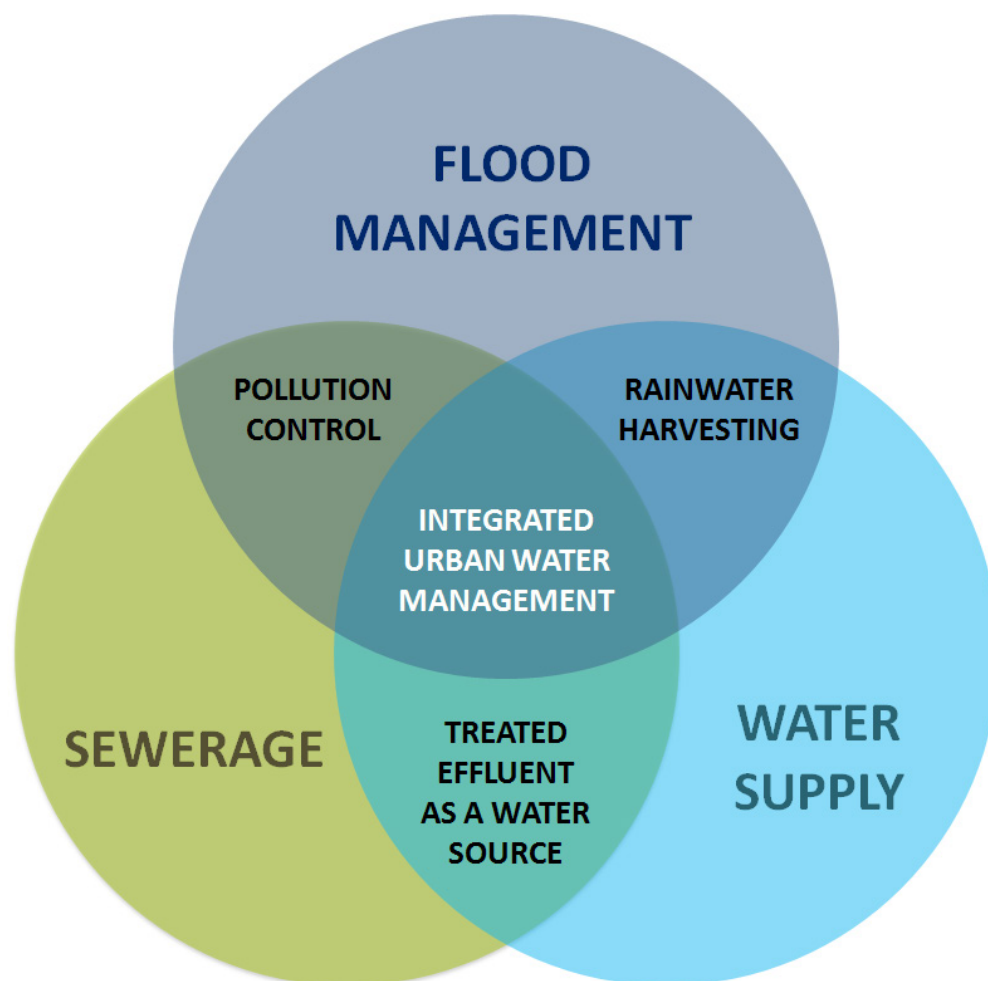 FLOOD
MANAGEMENT
POLLUTION
CONTROL
RAINWATER
HARVESTING
INTEGRATED
URBAN WATER
MANAGEMENT
SEWERAGE
TREATED
EFFLUENT
AS A WATER
SOURCE
WATER
SUPPLY